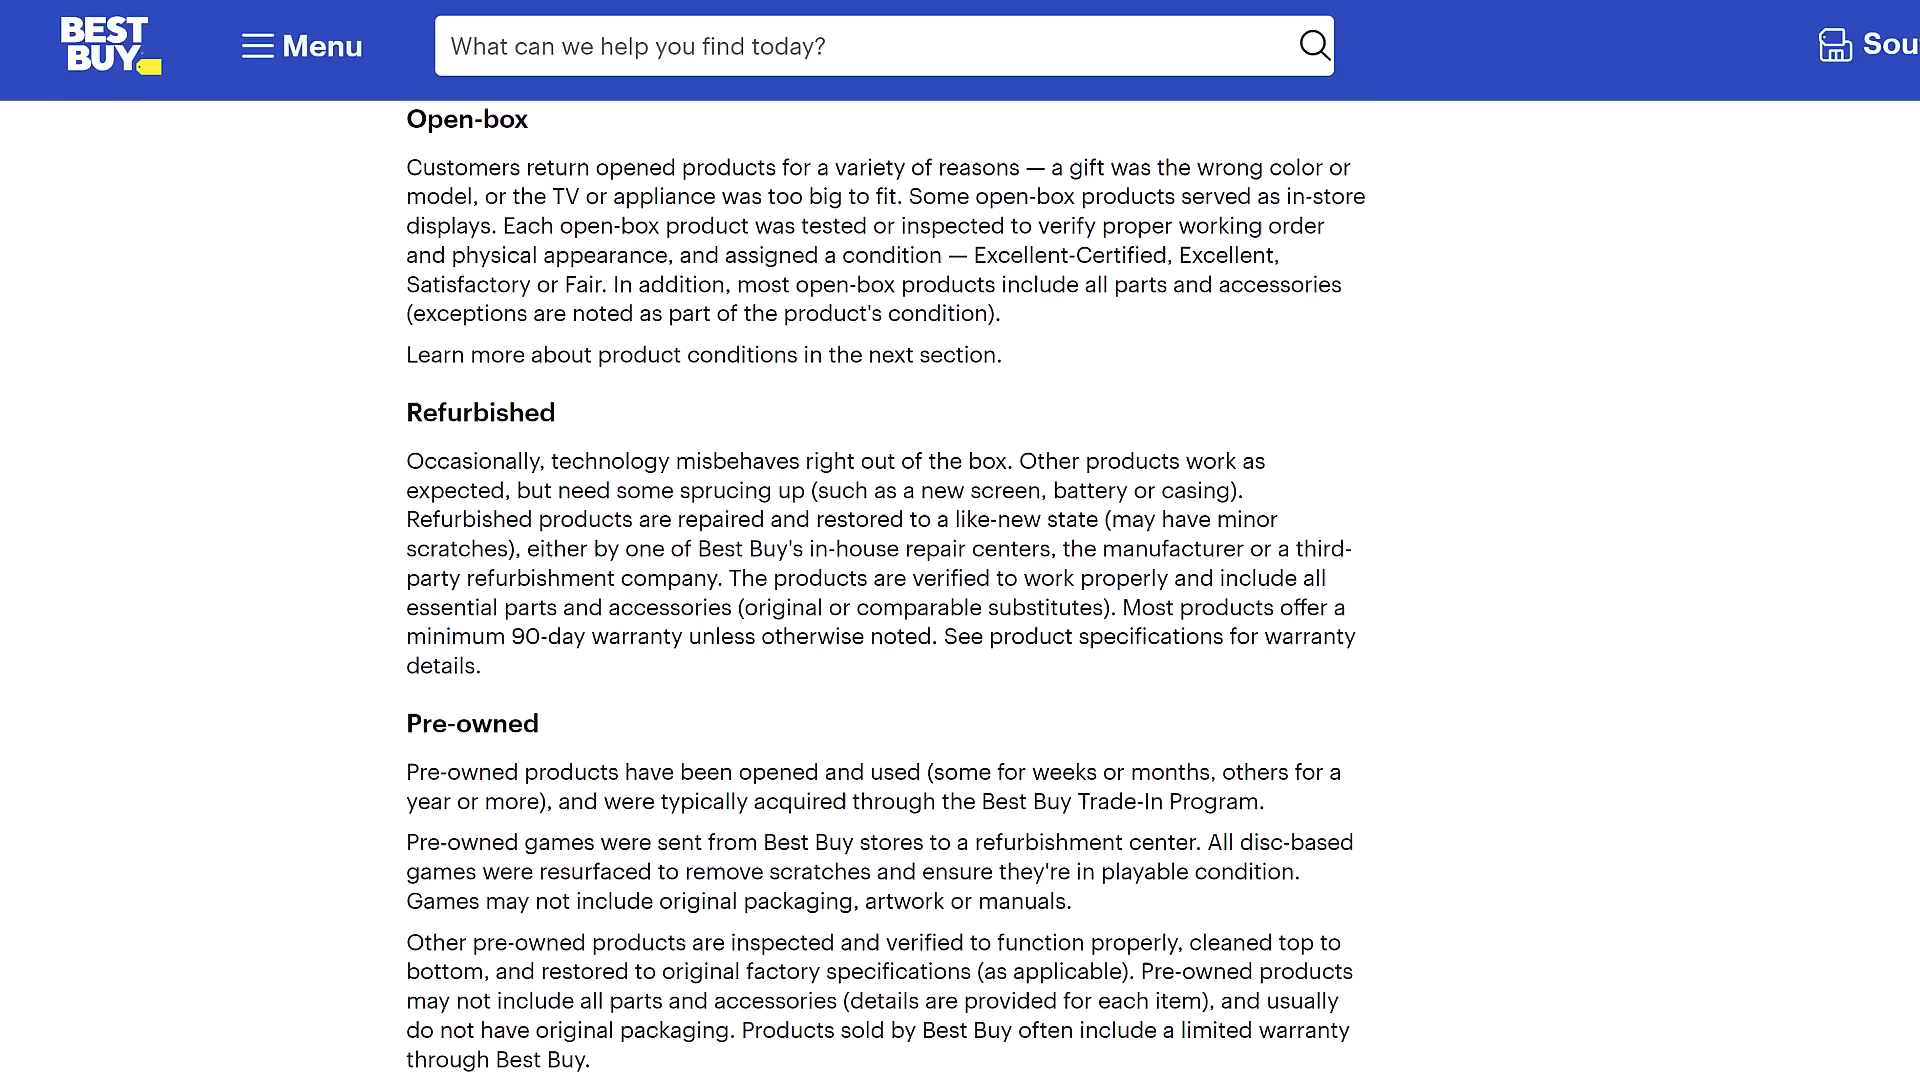 BEST
BUY
Menu
What can we help you find today?
Sou
Open-box
Customers return opened products for a variety of reasons — a gift was the wrong color or
model, or the TV or appliance was too big to fit. Some open-box products served as in-store
displays. Each open-box product was tested or inspected to verify proper working order
and physical appearance, and assigned a condition — Excellent-Certified, Excellent,
Satisfactory or Fair. In addition, most open-box products include all parts and accessories
(exceptions are noted as part of the product's condition).
Learn more about product conditions in the next section.
Refurbished
Occasionally, technology misbehaves right out of the box. Other products work as
expected, but need some sprucing up (such as a new screen, battery or casing).
Refurbished products are repaired and restored to a like-new state (may have minor
scratches), either by one of Best Buy's in-house repair centers, the manufacturer or a third-
party refurbishment company. The products are verified to work properly and include all
essential parts and accessories (original or comparable substitutes). Most products offer a
minimum 90-day warranty unless otherwise noted. See product specifications for warranty
details.
Pre-owned
Pre-owned products have been opened and used (some for weeks or months, others for a
year or more), and were typically acquired through the Best Buy Trade-In Program.
Pre-owned games were sent from Best Buy stores to a refurbishment center. All disc-based
games were resurfaced to remove scratches and ensure they're in playable condition.
Games may not include original packaging, artwork or manuals.
Other pre-owned products are inspected and verified to function properly, cleaned top to
bottom, and restored to original factory specifications (as applicable). Pre-owned products
may not include all parts and accessories (details are provided for each item), and usually
do not have original packaging. Products sold by Best Buy often include a limited warranty
through Best Buy.